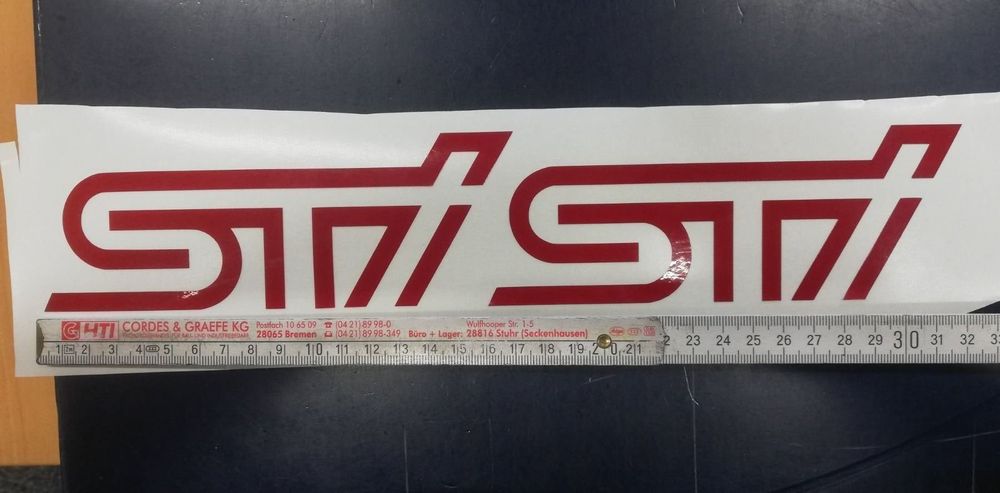 STi STi
HTI CORDES & GRAEFE KG Postfach 10 65 09 ☎ (04 21) 89 98-0 Wulfhooper Str. 1-5
28065 Bremen (04 21) 89 98-349 Büro + Lager: 28816 Stuhr (Seckenhausen)
1 2 3 4 5 6 7 8 9 10 11 12 13 14 15 16 17 18 19 20 21 2 23 24 25 26 27 28 29 30 31 32 33